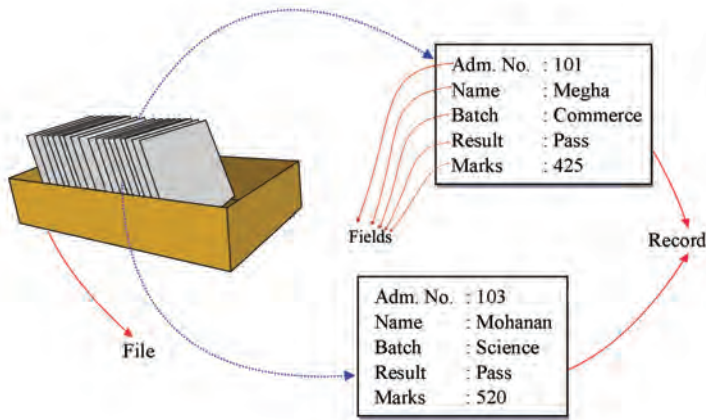 Adm. No. : 101
Name : Megha
Batch : Commerce
Result : Pass
Marks : 425
Fields
Record
Adm. No. : 103
Name : Mohanan
Batch : Science
Result : Pass
Marks : 520
File